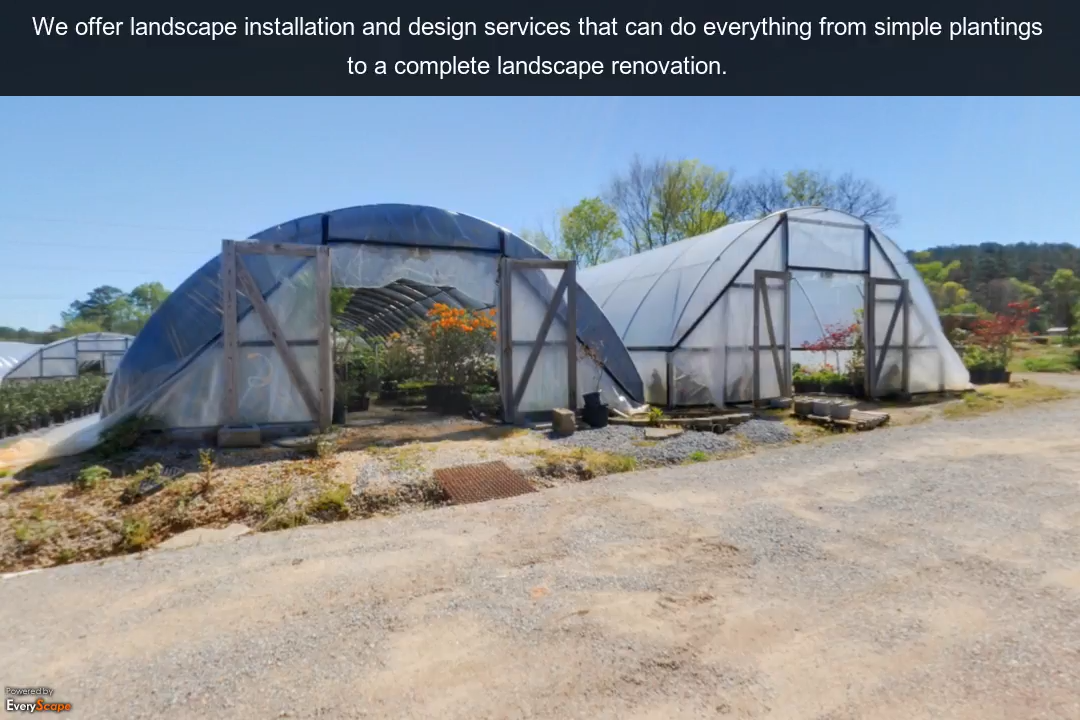 We offer landscape installation and design services that can do everything from simple plantings
to a complete landscape renovation.
Powered by
EveryScape